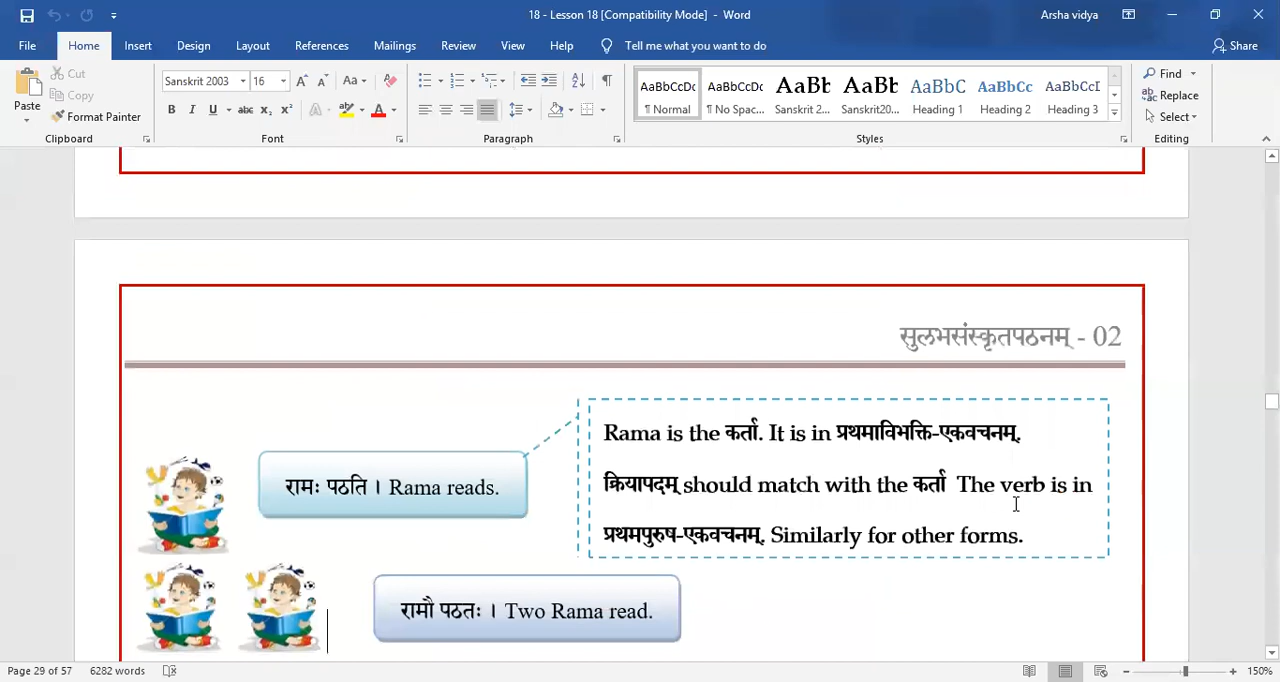 18 - Lesson 18 [Compatibility Mode] - Word
Arsha vidya
File Home Insert Design Layout References Mailings Review View Help Tell me what you want to do
Share
Paste
Cut
Copy
Format Painter
Clipboard
Sanskrit 2003 16
Font
Paragraph
AaBbCcDc AaBbCcDc AaBb AaBb AaBbC AaBbCc AaBbCcI
¶ Normal ¶ No Spac... Sanskrit 2... Sanskrit20... Heading 1 Heading 2 Heading 3
Styles
Find
Replace
Select
Editing
सुलभसंस्कृतपठनम् - 02
Rama is the कर्ता. It is in प्रथमाविभक्ति-एकवचनम्.
रामः पठति । Rama reads.
क्रियापदम् should match with the कर्ता The verb is in
प्रथमपुरुष-एकवचनम्. Similarly for other forms.
रामौ पठतः । Two Rama read.
Page 29 of 57 6282 words
150%